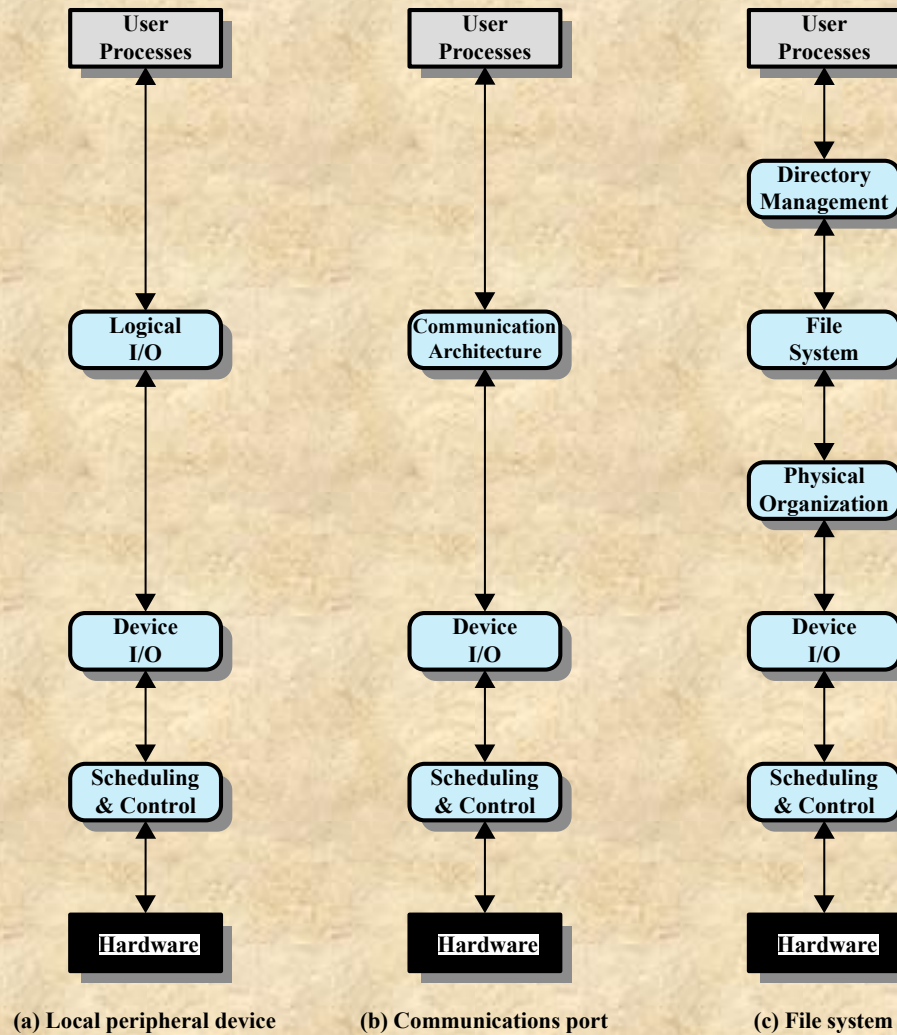 User
Processes
Logical
I/O
Device
I/O
Scheduling
& Control
Hardware
(a) Local peripheral device
User
Processes
Communication
Architecture
Device
I/O
Scheduling
& Control
Hardware
(b) Communications port
User
Processes
Directory
Management
File
System
Physical
Organization
Device
I/O
Scheduling
& Control
Hardware
(c) File system